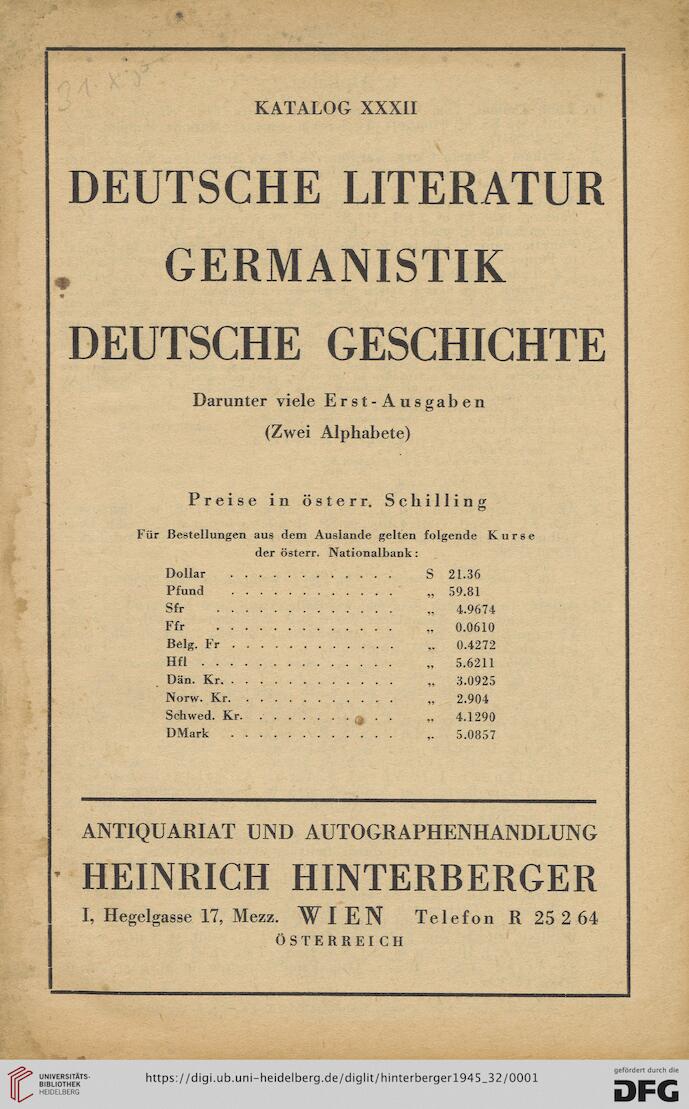 KATALOG XXXII
DEUTSCHE LITERATUR
GERMANISTIK
DEUTSCHE GESCHICHTE
Darunter viele Erst-Ausgaben
(Zwei Alphabete)
Preise in österr. Schilling
Für Bestellungen aus dem Auslande gelten folgende Kurse
der österr. Nationalbank:
Dollar . . . . . . . . . . . . S 21.36
Pfund . . . . . . . . . . . . „ 59.81
Sfr . . . . . . . . . . . . . „ 4.9674
Ffr . . . . . . . . . . . . . „ 0.0610
Belg. Fr . . . . . . . . . . . . „ 0.4272
Hfl . . . . . . . . . . . . . . „ 5.6211
Dän. Kr. . . . . . . . . . . . . „ 3.0925
Norw. Kr. . . . . . . . . . . . „ 2.904
Schwed. Kr. . . . . . . . . . . „ 4.1290
DMark . . . . . . . . . . . . „ 5.0857
ANTIQUARIAT UND AUTOGRAPHENHANDLUNG
HEINRICH HINTERBERGER
I, Hegelgasse 17, Mezz. WIEN Telefon R 25 2 64
ÖSTERREICH
UNIVERSITÄTS-
BIBLIOTHEK
HEIDELBERG
https://digi.ub.uni-heidelberg.de/diglit/hinterberger1945_32/0001
gefördert durch die
DFG